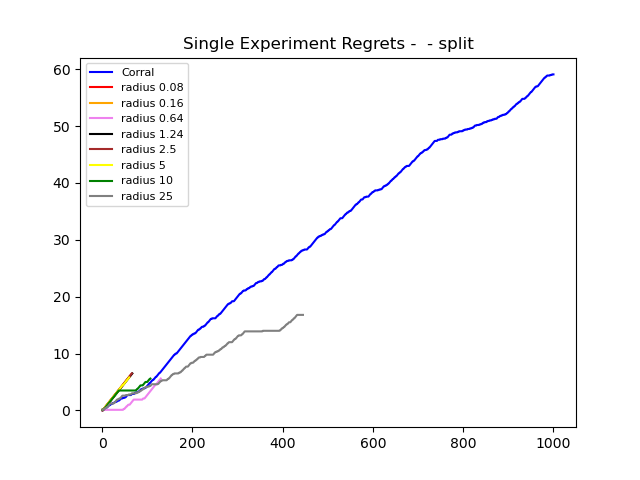 Single Experiment Regrets -  - split
60
50
40
30
20
10
0
Corral
radius 0.08
radius 0.16
radius 0.64
radius 1.24
radius 2.5
radius 5
radius 10
radius 25
0 200 400 600 800 1000